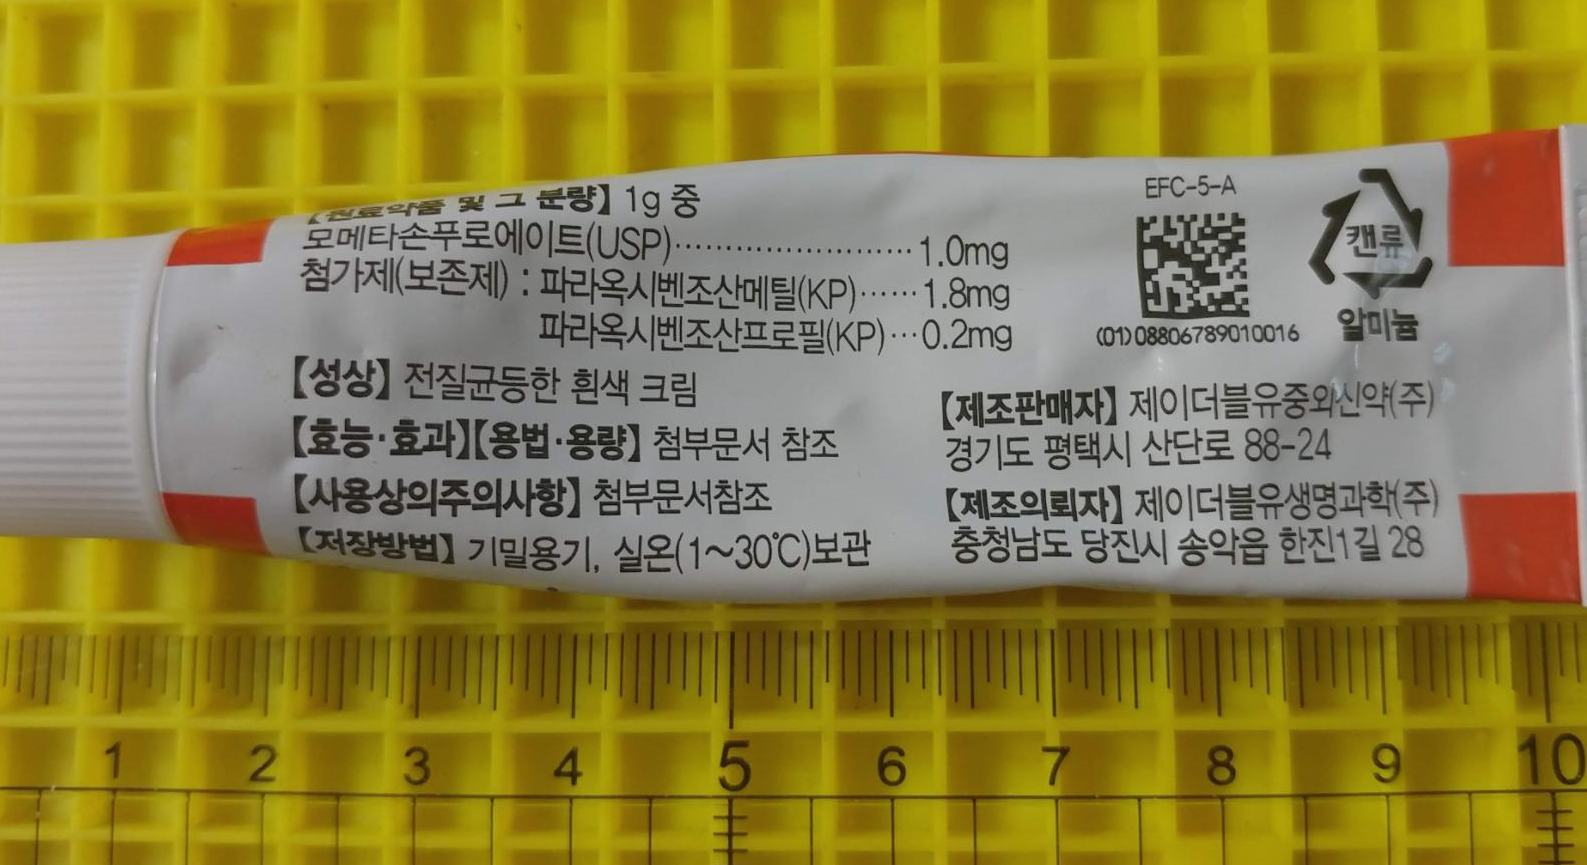 【원료약품 및 그 분량】 1g 중
모메타손푸로에이트(USP)·························1.0mg
첨가제(보존제) : 파라옥시벤조산메틸(KP)······1.8mg
파라옥시벤조산프로필(KP)···0.2mg
【성상】 전질균등한 흰색 크림
【효능·효과】【용법·용량】 첨부문서 참조
【사용상의주의사항】 첨부문서참조
【저장방법】 기밀용기, 실온(1~30℃)보관
EFC-5-A
(01)08806789010016
캔류
알미늄
【제조판매자】 제이더블유중외신약(주)
경기도 평택시 산단로 88-24
【제조의뢰자】 제이더블유생명과학(주)
충청남도 당진시 송악읍 한진1길 28
1 2 3 4 5 6 7 8 9 10